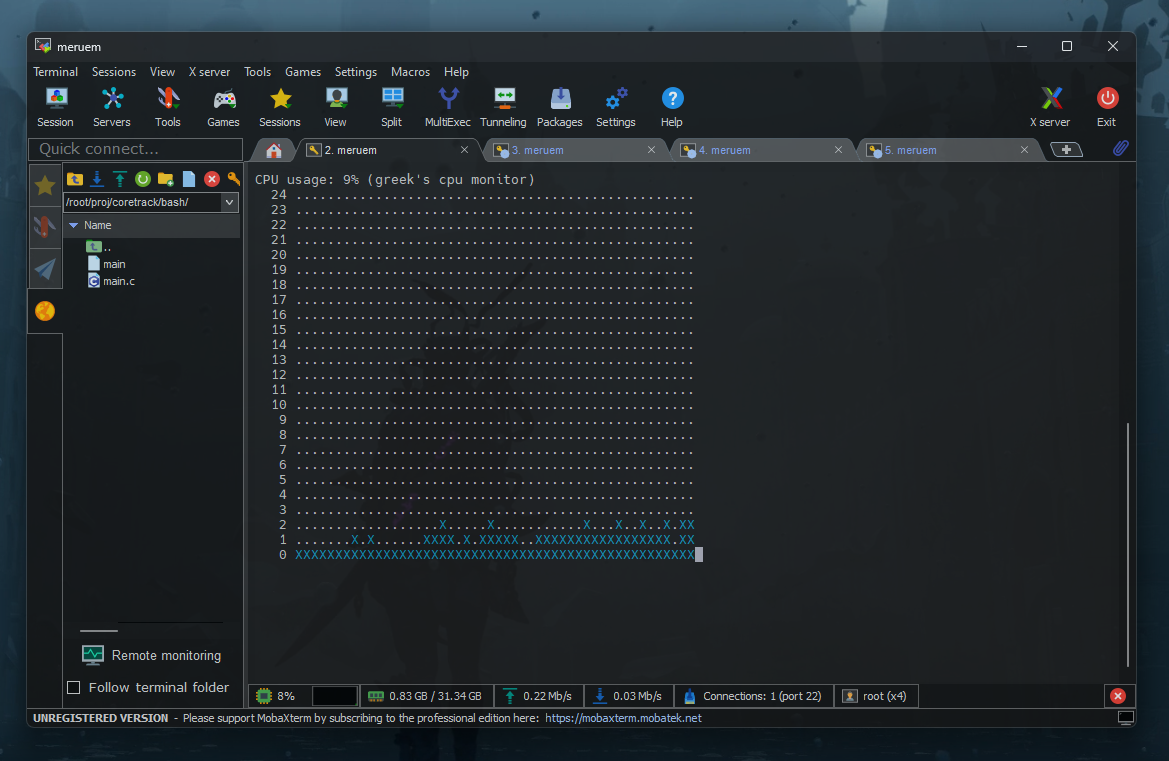 meruem
Terminal Sessions View X server Tools Games Settings Macros Help
Session Servers Tools Games Sessions View Split MultiExec Tunneling Packages Settings Help X server Exit
Quick connect...
2. meruem
3. meruem
4. meruem
5. meruem
/root/proj/coretrack/bash/
Name
..
main
main.c
CPU usage: 9% (greek's cpu monitor)
24 ..................................................
23 ..................................................
22 ..................................................
21 ..................................................
20 ..................................................
19 ..................................................
18 ..................................................
17 ..................................................
16 ..................................................
15 ..................................................
14 ..................................................
13 ..................................................
12 ..................................................
11 ..................................................
10 ..................................................
9 ..................................................
8 ..................................................
7 ..................................................
6 ..................................................
5 ..................................................
4 ..................................................
3 ..................................................
2 ..................X.....X...........X...X..X..X.XX
1 .......X.X......XXXX.X.XXXXX..XXXXXXXXXXXXXXXXX.XX
0 XXXXXXXXXXXXXXXXXXXXXXXXXXXXXXXXXXXXXXXXXXXXXXXXXX
Remote monitoring
Follow terminal folder
8%
0.83 GB / 31.34 GB
0.22 Mb/s
0.03 Mb/s
Connections: 1 (port 22)
root (x4)
UNREGISTERED VERSION - Please support MobaXterm by subscribing to the professional edition here: https://mobaxterm.mobatek.net